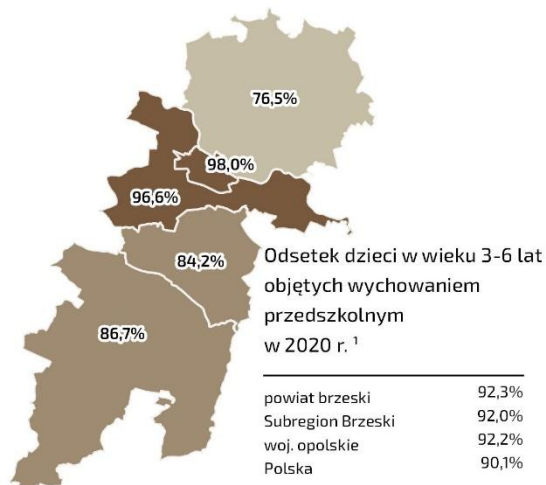 76,5%
98,0%
96,6%
84,2%
86,7%
Odsetek dzieci w wieku 3-6 lat
objętych wychowaniem
przedszkolnym
w 2020 r. ¹
powiat brzeski 92,3%
Subregion Brzeski 92,0%
woj. opolskie 92,2%
Polska 90,1%